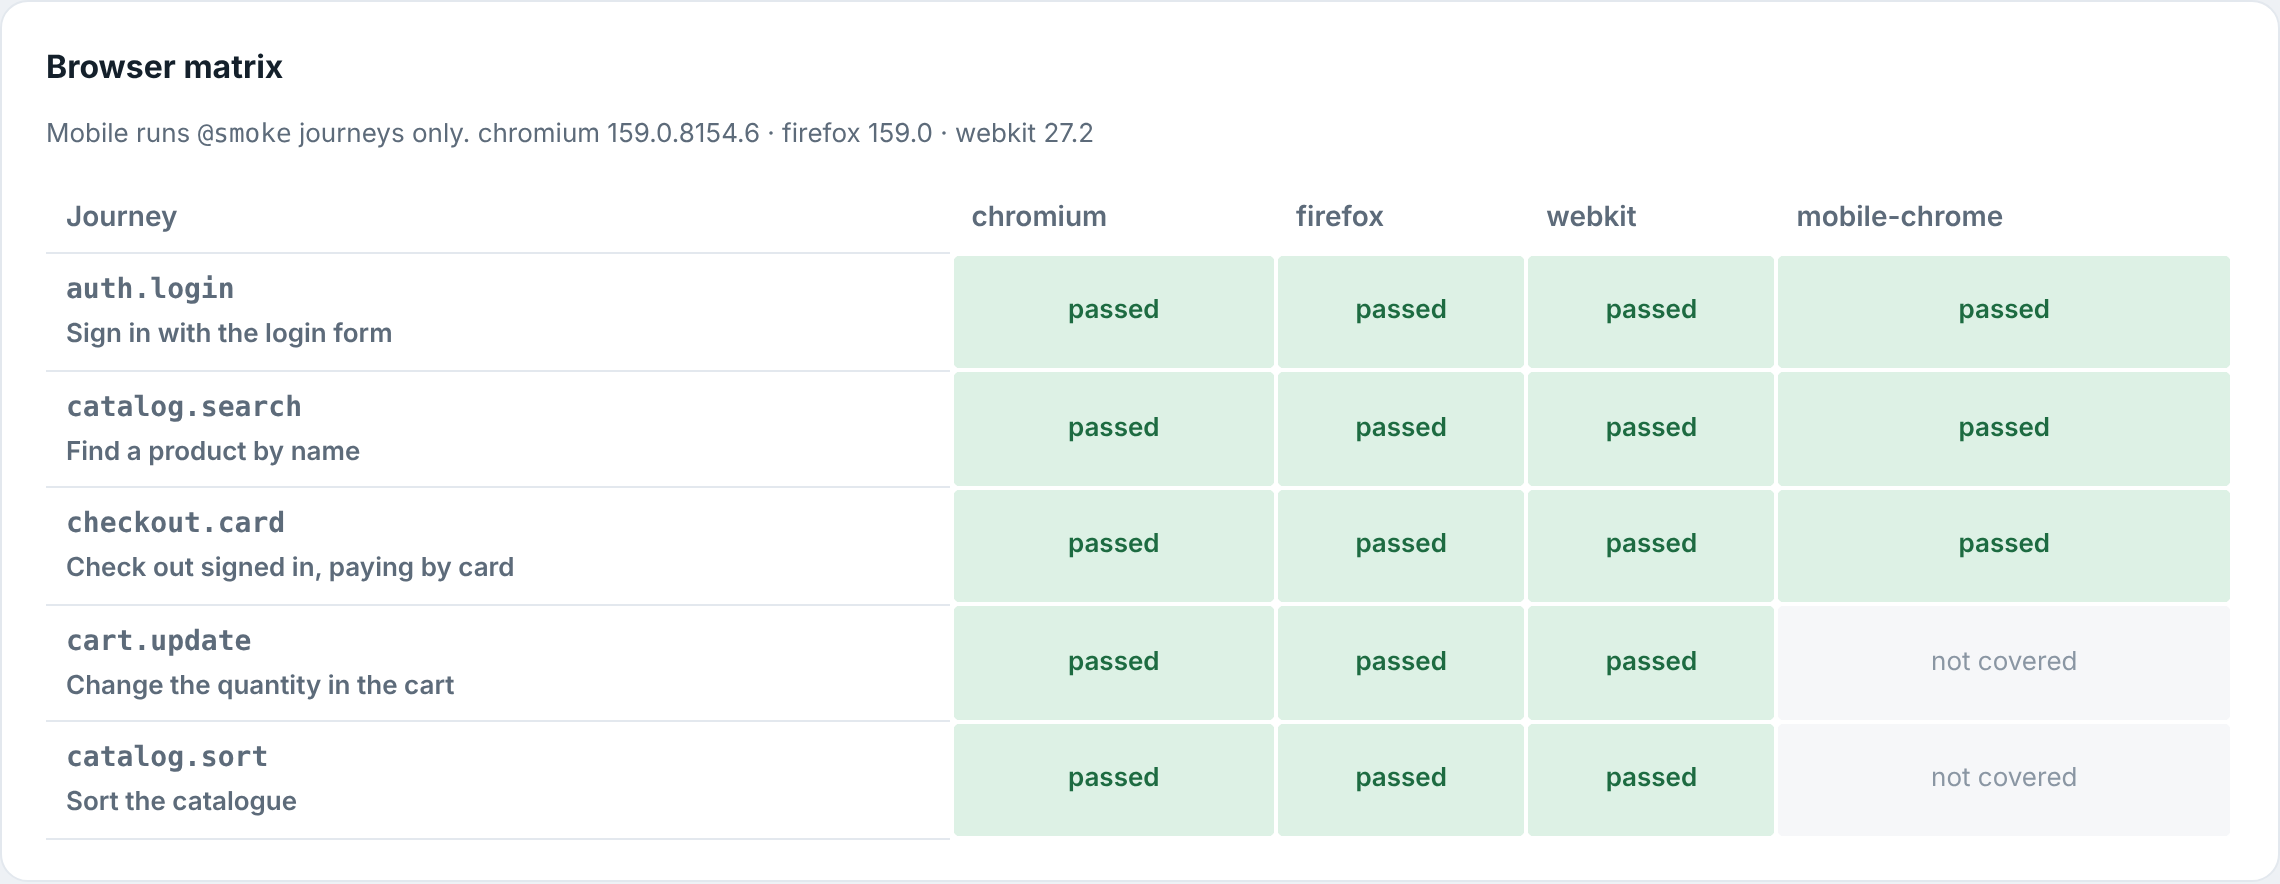 Browser matrix
Mobile runs @smoke journeys only. chromium 159.0.8154.6 · firefox 159.0 · webkit 27.2
Journey chromium firefox webkit mobile-chrome
auth.login
Sign in with the login form
passed passed passed passed
catalog.search
Find a product by name
passed passed passed passed
checkout.card
Check out signed in, paying by card
passed passed passed passed
cart.update
Change the quantity in the cart
passed passed passed not covered
catalog.sort
Sort the catalogue
passed passed passed not covered